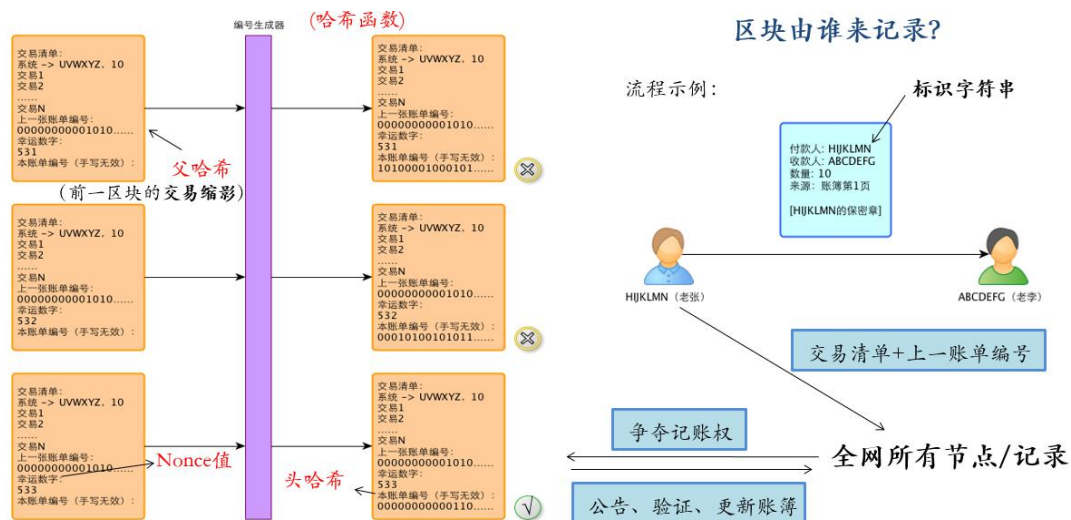 编号生成器
(哈希函数)
交易清单：
系统 -> UVWXYZ，10
交易1
交易2
……
交易N
上一张账单编号：
00000000001010……
幸运数字：
531
本账单编号（手写无效）：
交易清单：
系统 -> UVWXYZ，10
交易1
交易2
……
交易N
上一张账单编号：
00000000001010……
幸运数字：
531
本账单编号（手写无效）：
10100001000101……
父哈希
(前一区块的交易缩影)
交易清单：
系统 -> UVWXYZ，10
交易1
交易2
……
交易N
上一张账单编号：
00000000001010……
幸运数字：
532
本账单编号（手写无效）：
交易清单：
系统 -> UVWXYZ，10
交易1
交易2
……
交易N
上一张账单编号：
00000000001010……
幸运数字：
532
本账单编号（手写无效）：
00010100101011……
交易清单：
系统 -> UVWXYZ，10
交易1
交易2
……
交易N
上一张账单编号：
00000000001010……
幸运数字：
533
本账单编号（手写无效）：
Nonce值
交易清单：
系统 -> UVWXYZ，10
交易1
交易2
……
交易N
上一张账单编号：
00000000001010……
幸运数字：
533
本账单编号（手写无效）：
00000000000110……
头哈希
区块由谁来记录?
流程示例：
标识字符串
付款人: HIJKLMN
收款人: ABCDEFG
数量: 10
来源：账簿第1页
[HIJKLMN的保密章]
HIJKLMN（老张）
ABCDEFG（老李）
交易清单+上一账单编号
争夺记账权
全网所有节点/记录
公告、验证、更新账簿